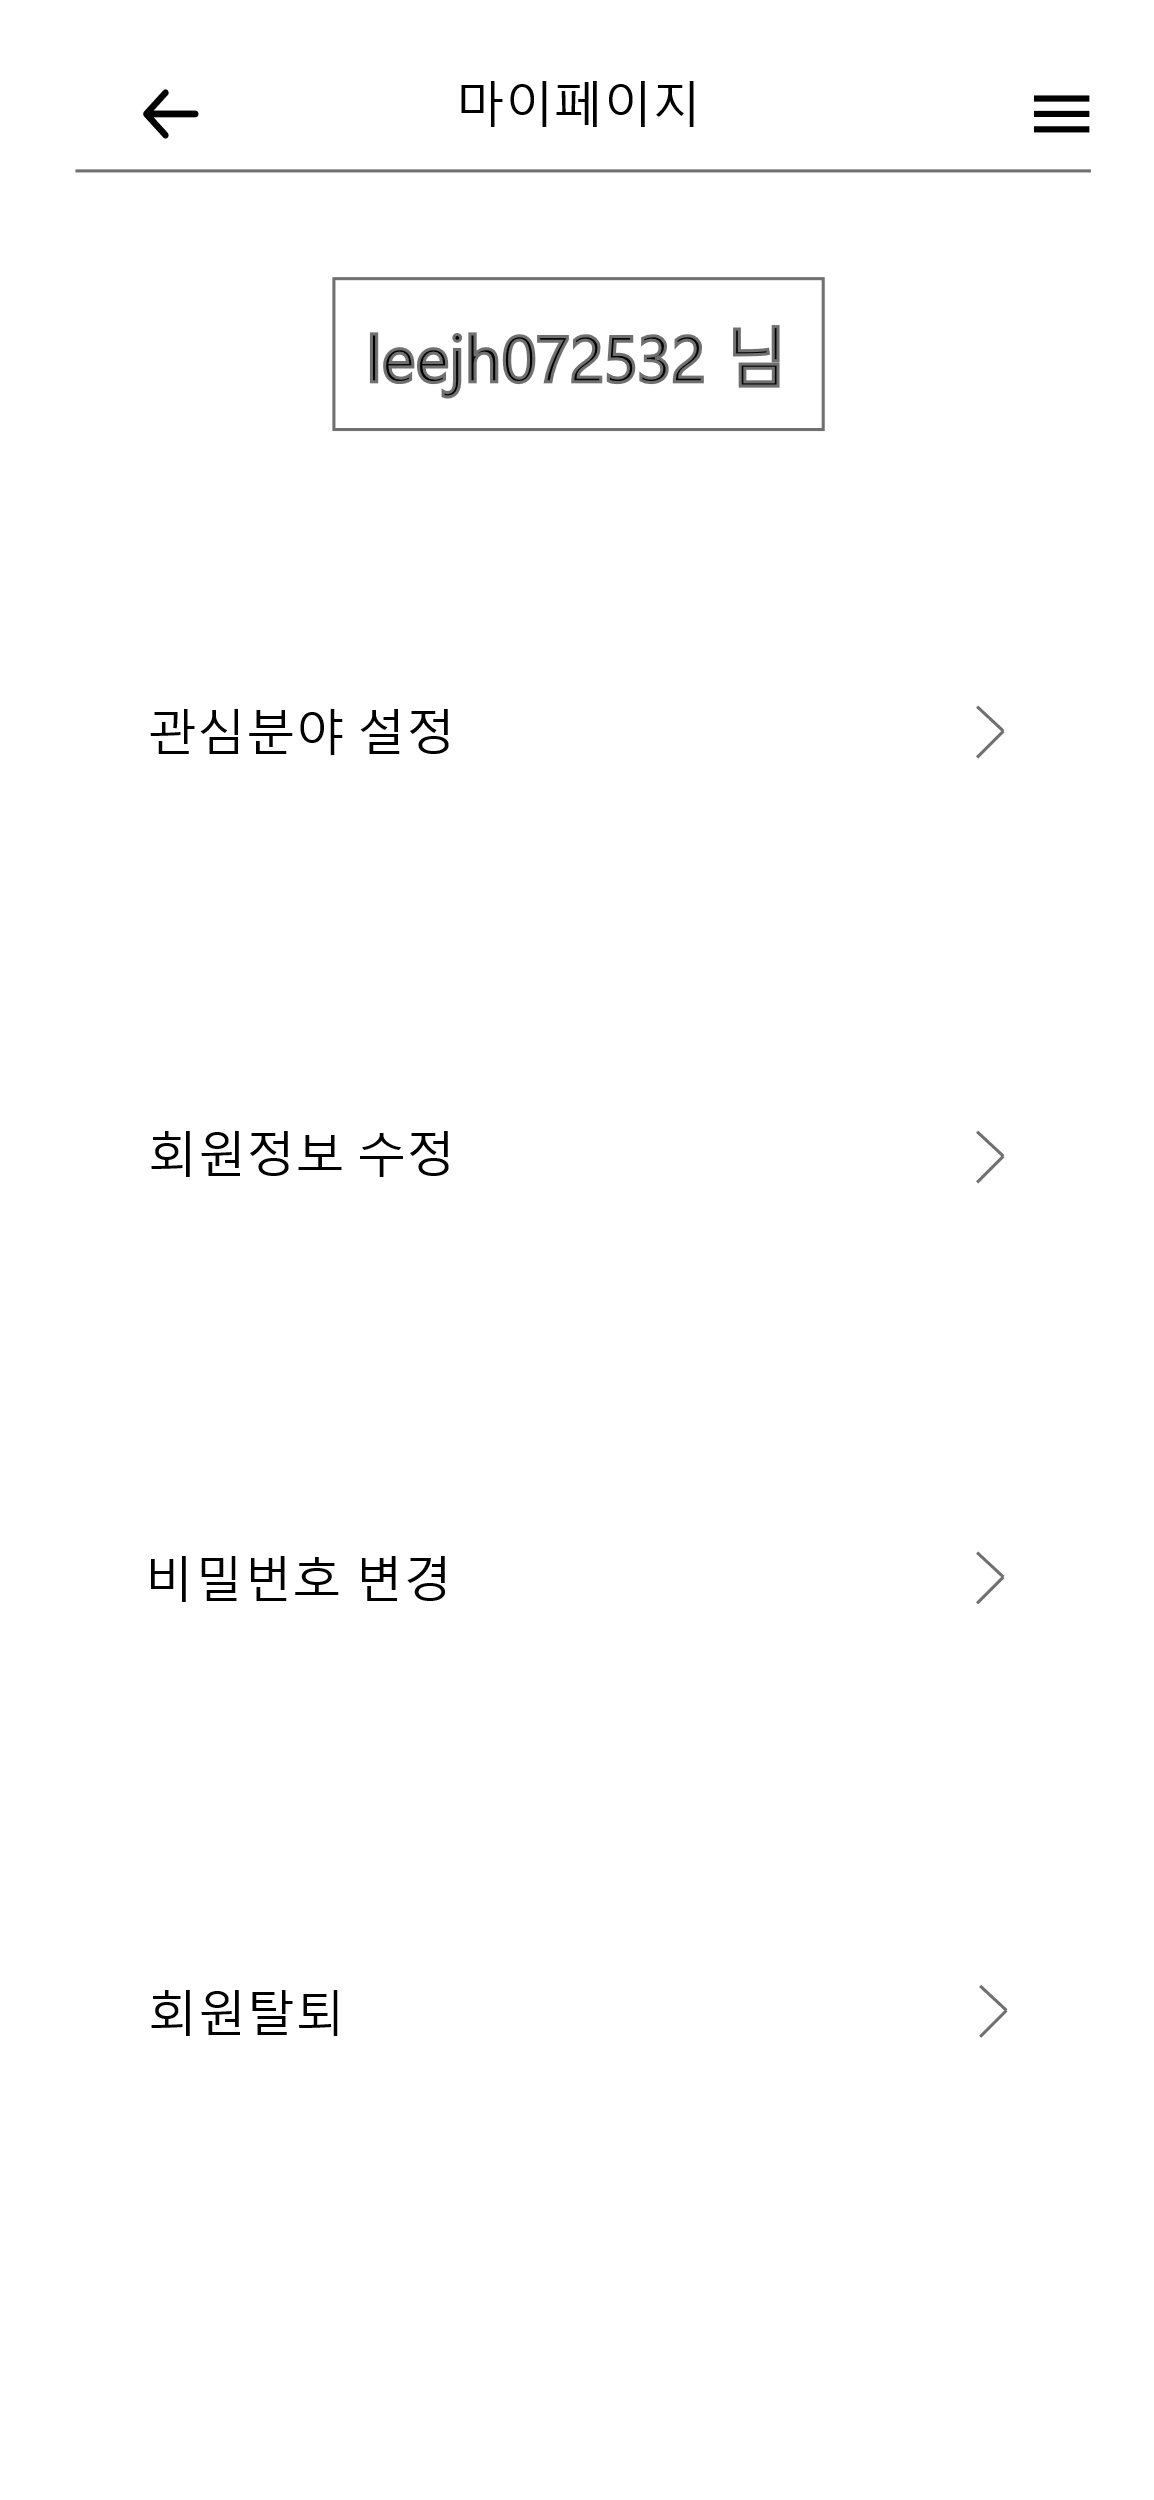 마이페이지
leejh072532 님
관심분야 설정
회원정보 수정
비밀번호 변경
회원탈퇴